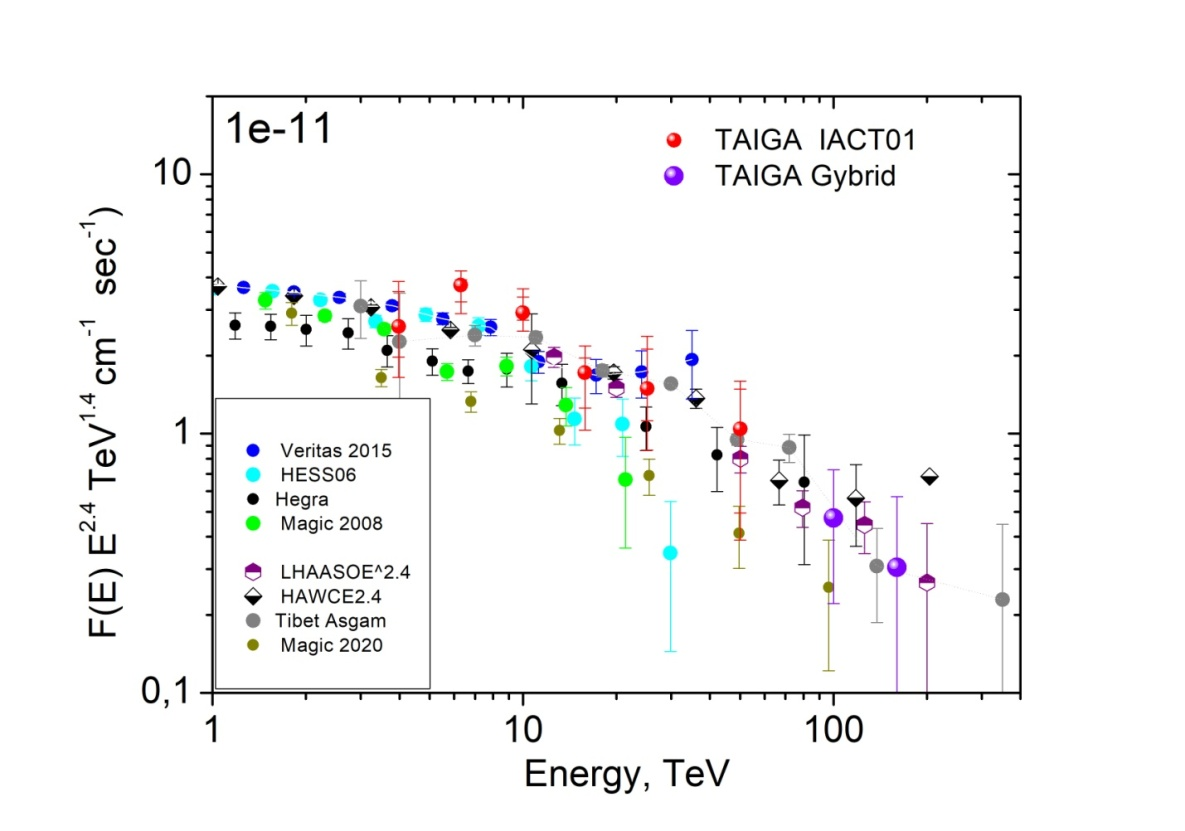 1e-11
TAIGA IACT01
TAIGA Gybrid
10
1
0,1
F(E) E^2.4 TeV^1.4 cm^-1 sec^-1)
Veritas 2015
HESS06
Hegra
Magic 2008
LHAASOE^2.4
HAWCE2.4
Tibet Asgam
Magic 2020
1 10 100
Energy, TeV